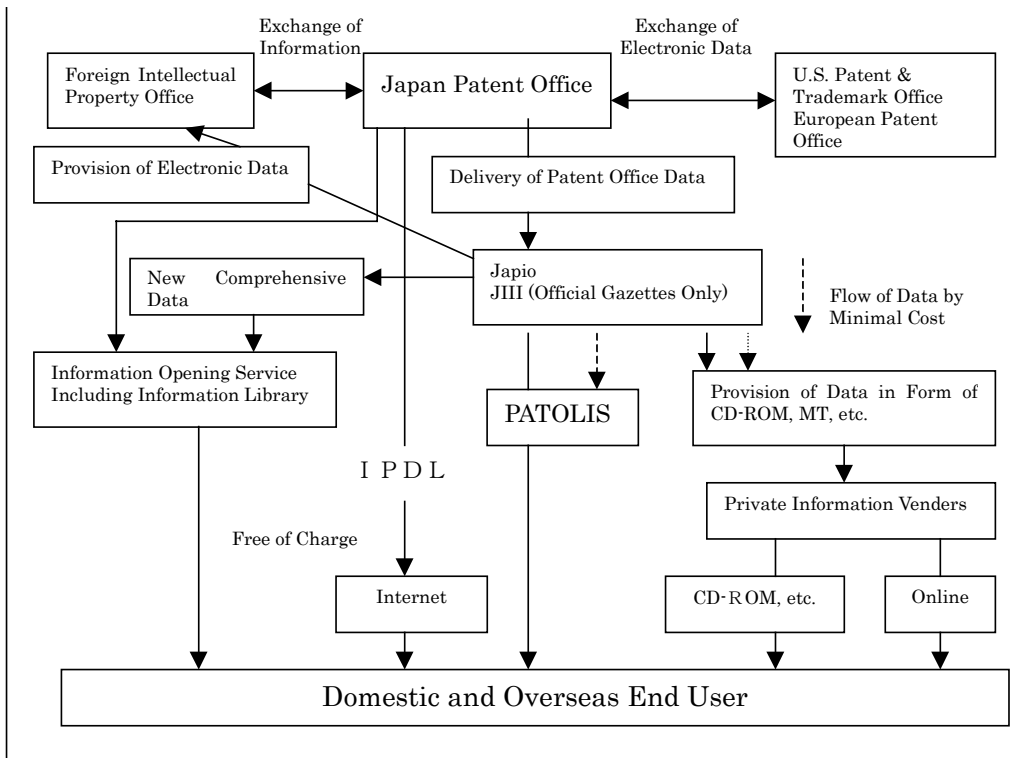 Exchange of
Information
Exchange of
Electronic Data
Foreign Intellectual
Property Office
Japan Patent Office
U.S. Patent &
Trademark Office
European Patent
Office
Provision of Electronic Data
Delivery of Patent Office Data
New Comprehensive
Data
Japio
JIII (Official Gazettes Only)
Flow of Data by
Minimal Cost
Information Opening Service
Including Information Library
PATOLIS
Provision of Data in Form of
CD-ROM, MT, etc.
ＩＰＤＬ
Private Information Venders
Free of Charge
Internet
CD-ＲOM, etc.
Online
Domestic and Overseas End User